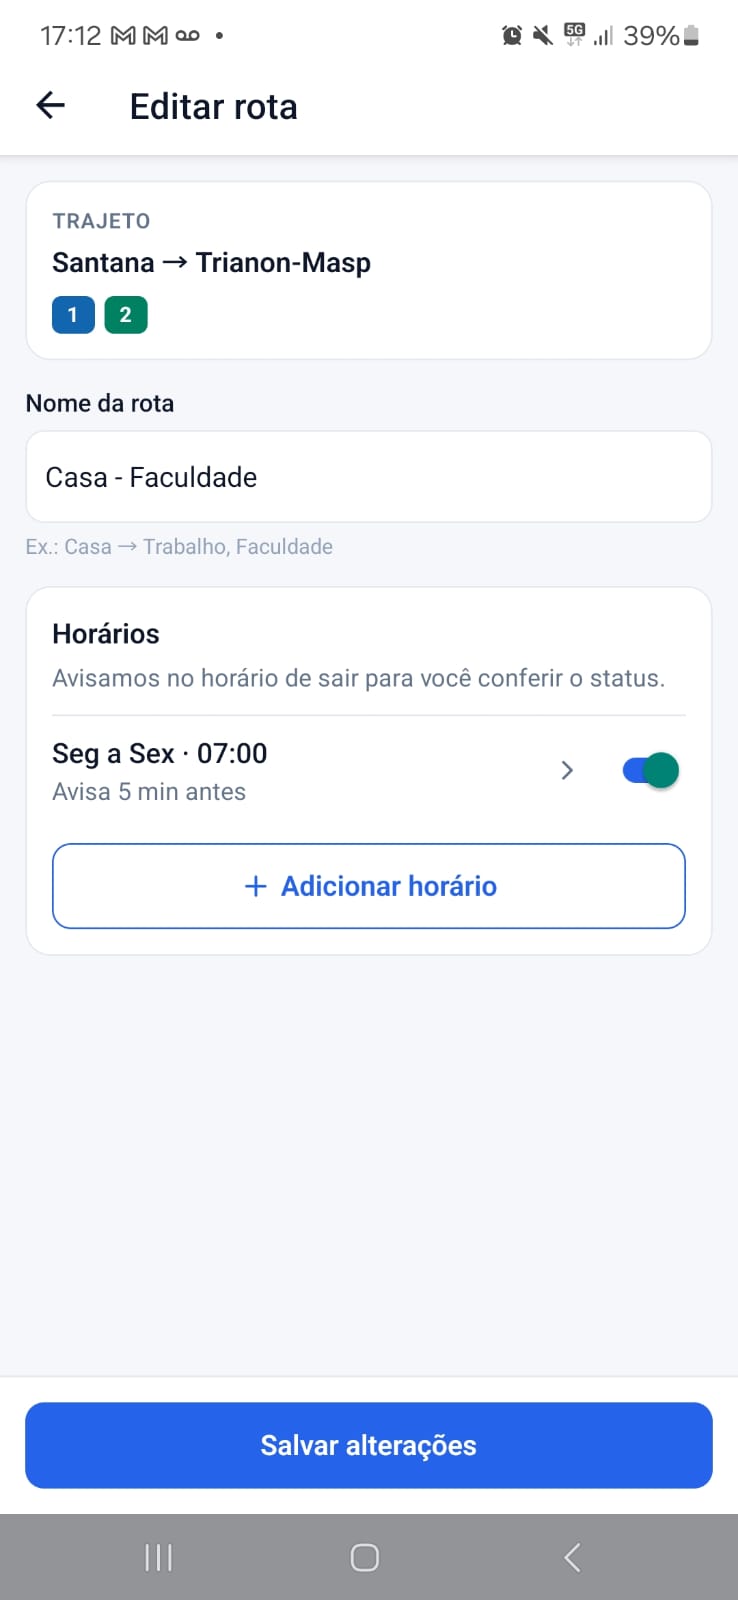 17:12
5G
39%
Editar rota
TRAJETO
Santana → Trianon-Masp
1 2
Nome da rota
Casa - Faculdade
Ex.: Casa → Trabalho, Faculdade
Horários
Avisamos no horário de sair para você conferir o status.
Seg a Sex · 07:00
Avisa 5 min antes
+ Adicionar horário
Salvar alterações